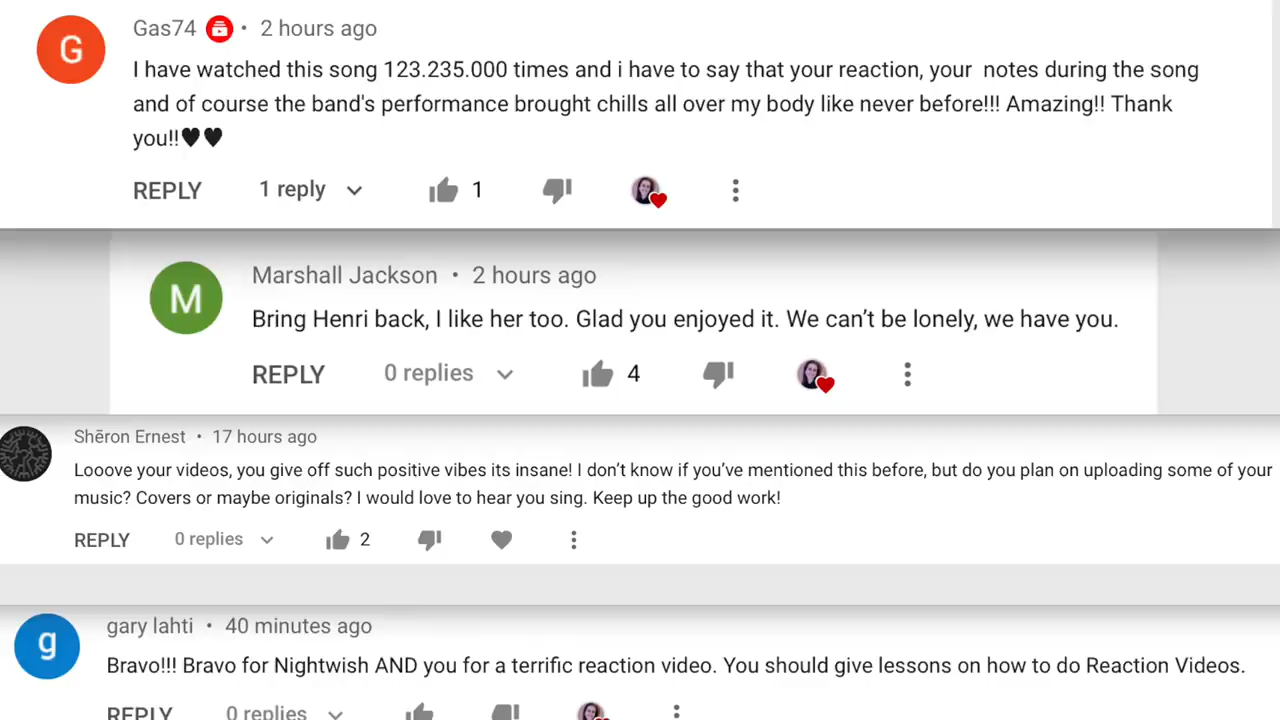 G
Gas74 • 2 hours ago
I have watched this song 123.235.000 times and i have to say that your reaction, your notes during the song
and of course the band's performance brought chills all over my body like never before!!! Amazing!! Thank
you!!♥♥
REPLY 1 reply 1
M
Marshall Jackson • 2 hours ago
Bring Henri back, I like her too. Glad you enjoyed it. We can't be lonely, we have you.
REPLY 0 replies 4
Shēron Ernest • 17 hours ago
Looove your videos, you give off such positive vibes its insane! I don't know if you've mentioned this before, but do you plan on uploading some of your
music? Covers or maybe originals? I would love to hear you sing. Keep up the good work!
REPLY 0 replies 2
g
gary lahti • 40 minutes ago
Bravo!!! Bravo for Nightwish AND you for a terrific reaction video. You should give lessons on how to do Reaction Videos.
REPLY 0 replies